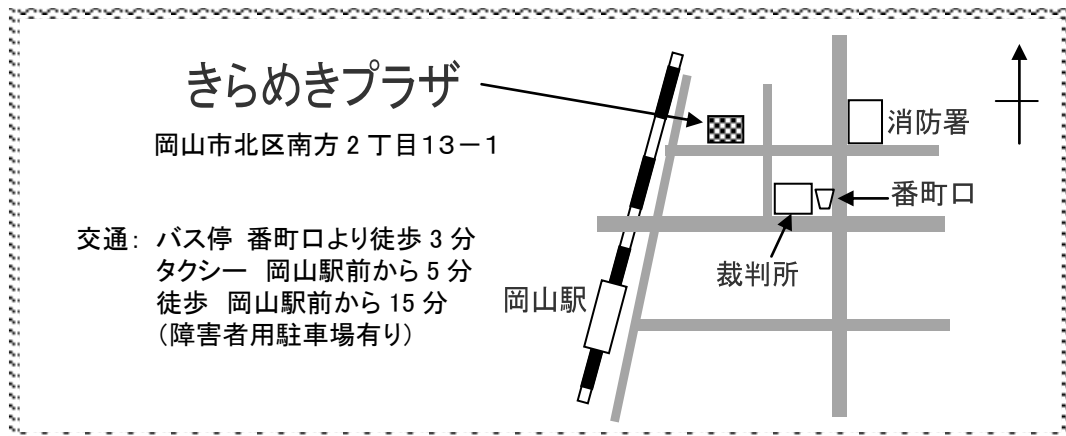 きらめきプラザ
岡山市北区南方2丁目13－1
交通： バス停 番町口より徒歩3分
タクシー 岡山駅前から5分
徒歩 岡山駅前から15分
（障害者用駐車場有り）
消防署
番町口
裁判所
岡山駅